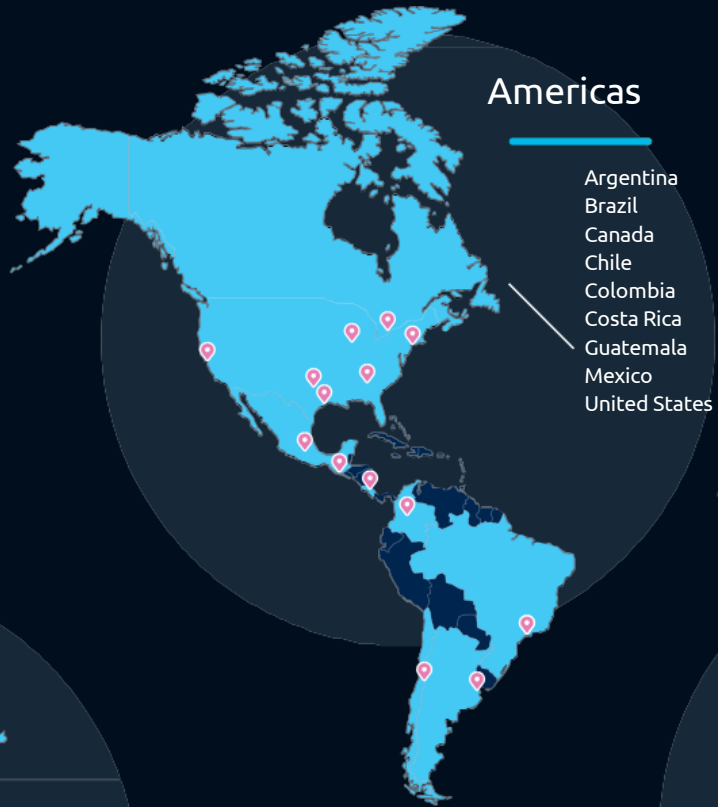 Americas
Argentina
Brazil
Canada
Chile
Colombia
Costa Rica
Guatemala
Mexico
United States